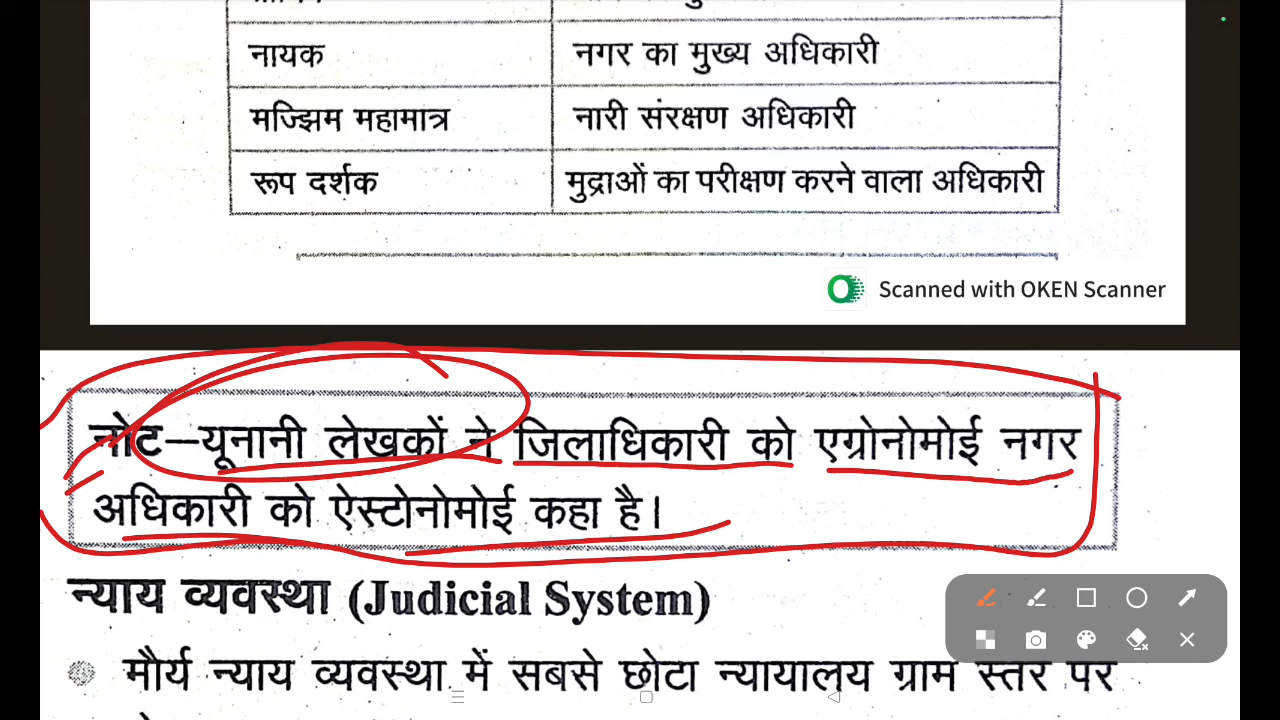 नायक नगर का मुख्य अधिकारी
मज्झिम महामात्र नारी संरक्षण अधिकारी
रूप दर्शक मुद्राओं का परीक्षण करने वाला अधिकारी
Scanned with OKEN Scanner
नोट—यूनानी लेखकों ने जिलाधिकारी को एग्रोनोमोई नगर
अधिकारी को ऐस्टोनोमोई कहा है।
न्याय व्यवस्था (Judicial System)
मौर्य न्याय व्यवस्था में सबसे छोटा न्यायालय ग्राम स्तर पर